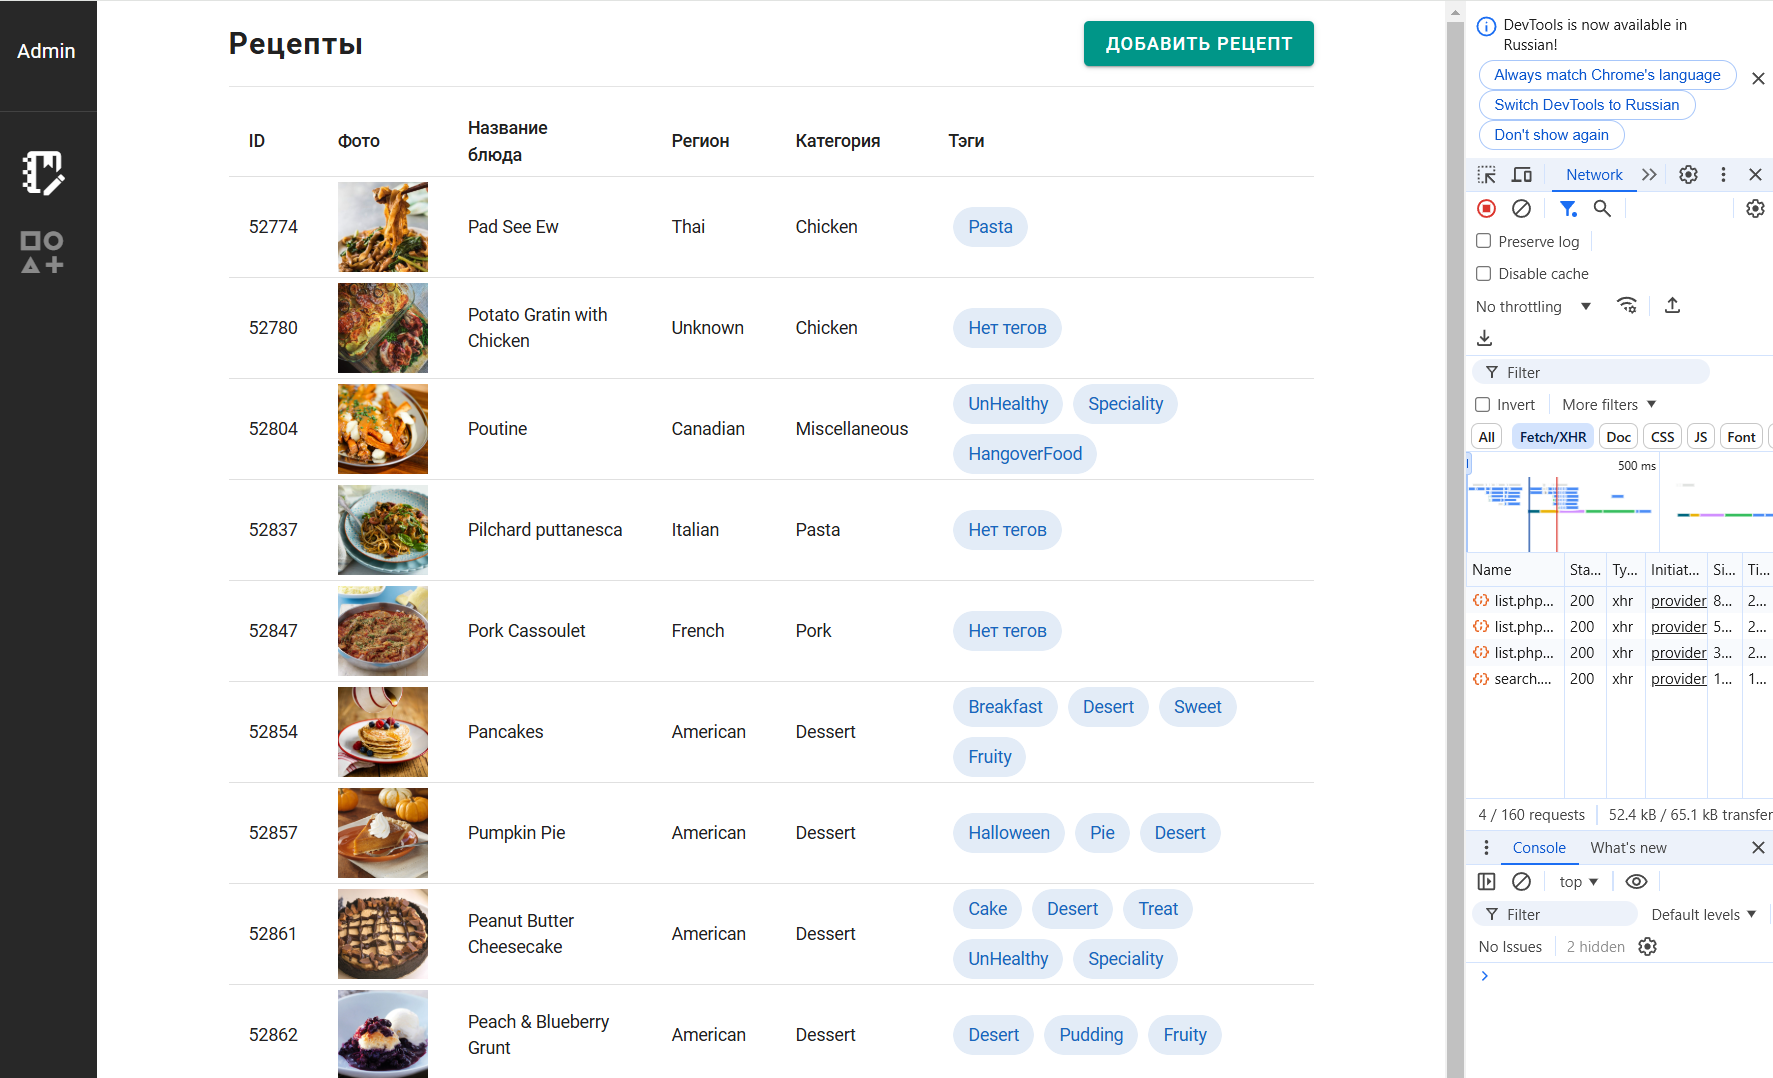 Admin
Рецепты
ДОБАВИТЬ РЕЦЕПТ
ID Фото Название блюда Регион Категория Тэги
52774 Pad See Ew Thai Chicken Pasta
52780 Potato Gratin with Chicken Unknown Chicken Нет тегов
52804 Poutine Canadian Miscellaneous UnHealthy Speciality HangoverFood
52837 Pilchard puttanesca Italian Pasta Нет тегов
52847 Pork Cassoulet French Pork Нет тегов
52854 Pancakes American Dessert Breakfast Desert Sweet Fruity
52857 Pumpkin Pie American Dessert Halloween Pie Desert
52861 Peanut Butter Cheesecake American Dessert Cake Desert Treat UnHealthy Speciality
52862 Peach & Blueberry Grunt American Dessert Desert Pudding Fruity
DevTools is now available in
Russian!
Always match Chrome's language
Switch DevTools to Russian
Don't show again
Network
Preserve log
Disable cache
No throttling
Filter
Invert More filters
All Fetch/XHR Doc CSS JS Font
500 ms
Name Sta... Ty... Initiat... Si... Ti...
list.php... 200 xhr provider 8... 2...
list.php... 200 xhr provider 5... 2...
list.php... 200 xhr provider 3... 2...
search.... 200 xhr provider 1... 1...
4 / 160 requests 52.4 kB / 65.1 kB transfer
Console What's new
top
Filter Default levels
No Issues 2 hidden